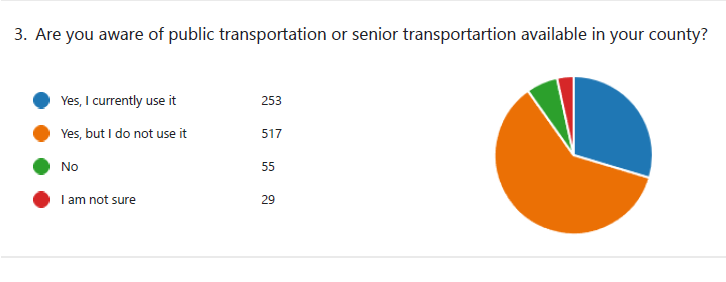 3. Are you aware of public transportation or senior transportartion available in your county?
Yes, I currently use it 253
Yes, but I do not use it 517
No 55
I am not sure 29